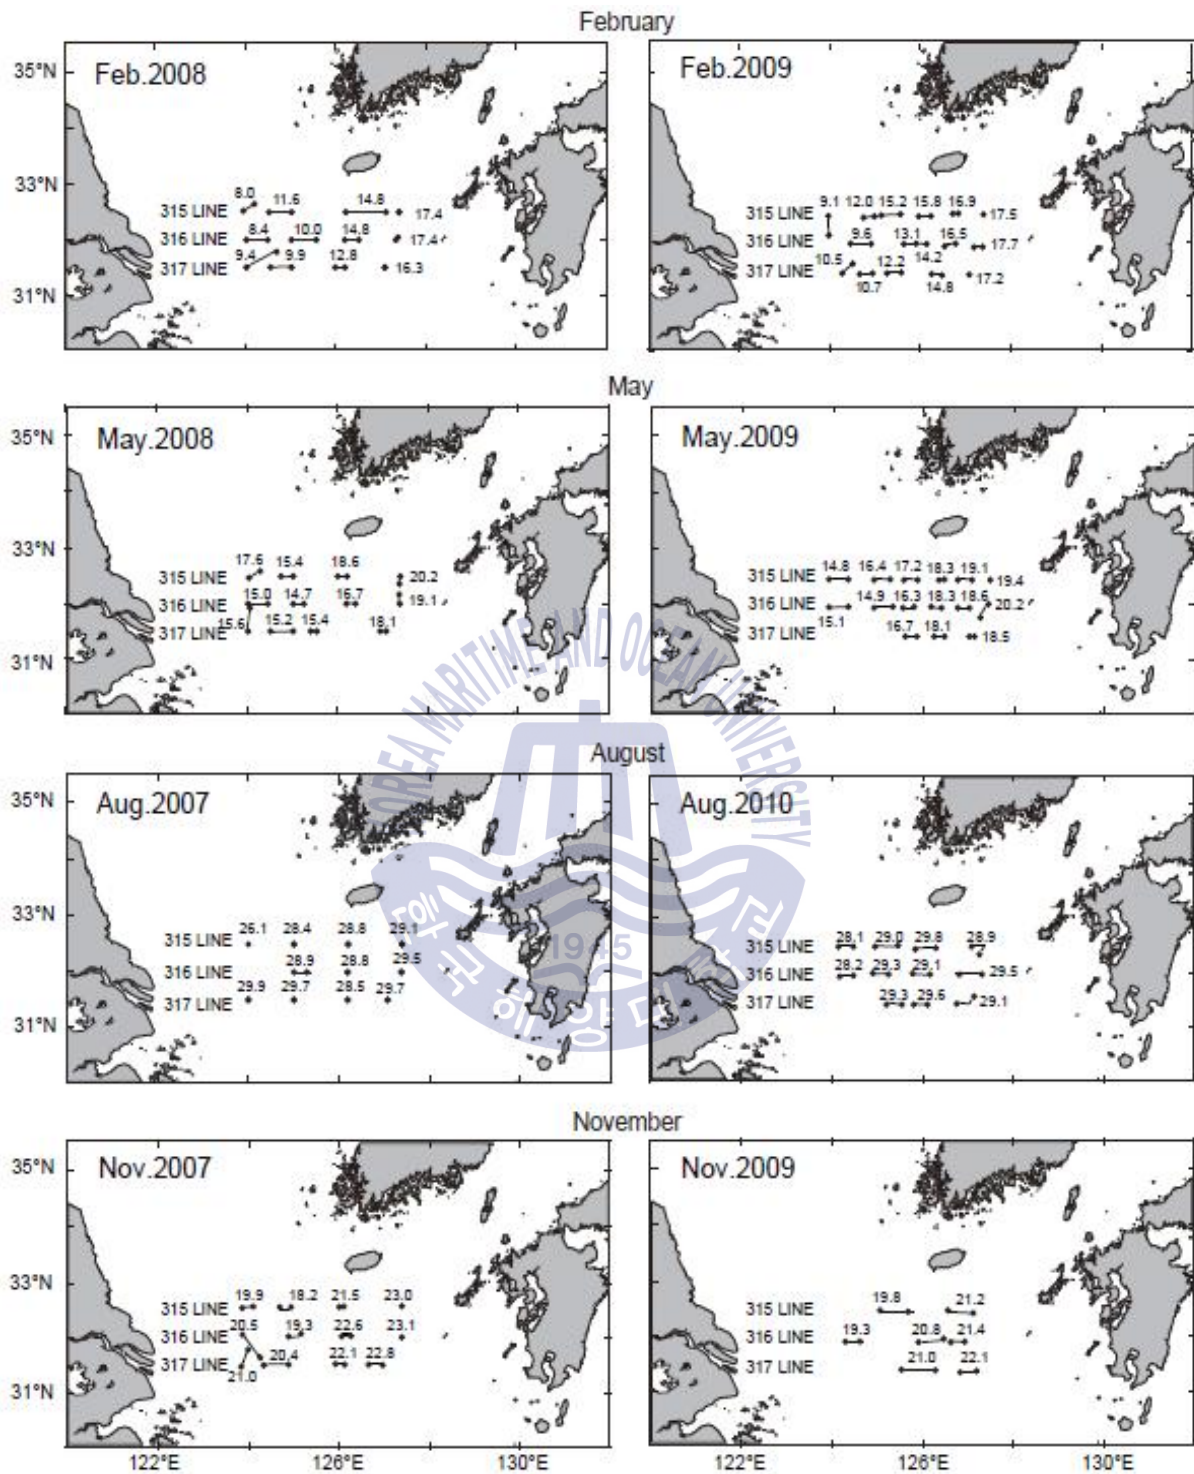 February
Feb.2008
Feb.2009
35°N
33°N
31°N
8.0 11.6 14.8
315 LINE 17.4
8.4 10.0 14.8
316 LINE 17.4
9.4 9.9 12.8
317 LINE 16.3
9.1 12.0 15.2 15.8 16.9
315 LINE 17.5
9.6 13.1 16.5
316 LINE 17.7
10.5 12.2 14.2
317 LINE 17.2
10.7 14.8
May
May.2008
May.2009
35°N
33°N
31°N
17.6 15.4 18.6
315 LINE 20.2
15.0 14.7 16.7
316 LINE 19.1
15.6 15.2 15.4 18.1
317 LINE
14.8 16.4 17.2 18.3 19.1
315 LINE 19.4
14.9 16.3 18.3 18.6
316 LINE 20.2
15.1 16.7 18.1
317 LINE 18.5
KOREA MARITIME AND OCEAN UNIVERSITY
1945
한국해양대학교
August
Aug.2007
Aug.2010
35°N
33°N
31°N
26.1 28.4 28.8 29.1
315 LINE
28.9 28.8 29.5
316 LINE
29.9 29.7 28.5 29.7
317 LINE
28.1 29.0 29.8 28.9
315 LINE
28.2 29.3 29.1
316 LINE 29.5
29.3 29.6
317 LINE 29.1
November
Nov.2007
Nov.2009
35°N
33°N
31°N
19.9 18.2 21.5 23.0
315 LINE
20.5 19.3 22.6 23.1
316 LINE
20.4 22.1 22.8
317 LINE
21.0
19.8 21.2
315 LINE
19.3 20.8 21.4
316 LINE
21.0 22.1
317 LINE
122°E 126°E 130°E
122°E 126°E 130°E